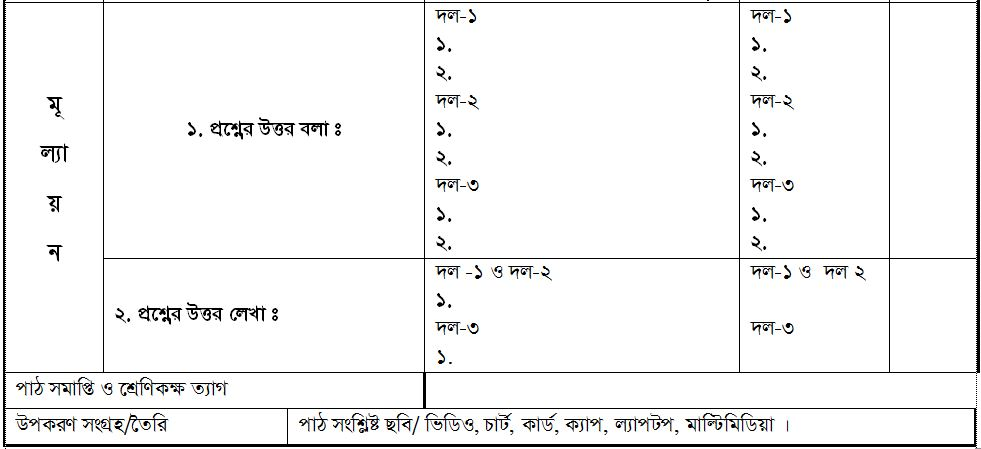 মূ
ল্যা
য়
ন
১. প্রশ্নের উত্তর বলা ঃ
দল-১
১.
২.
দল-২
১.
২.
দল-৩
১.
২.
দল-১
১.
২.
দল-২
১.
২.
দল-৩
১.
২.
২. প্রশ্নের উত্তর লেখা ঃ
দল -১ ও দল-২
১.
দল-৩
১.
দল-১ ও দল ২
দল-৩
পাঠ সমাপ্তি ও শ্রেণিকক্ষ ত্যাগ
উপকরণ সংগ্রহ/তৈরি
পাঠ সংশ্লিষ্ট ছবি/ ভিডিও, চার্ট, কার্ড, ক্যাপ, ল্যাপটপ, মাল্টিমিডিয়া ।